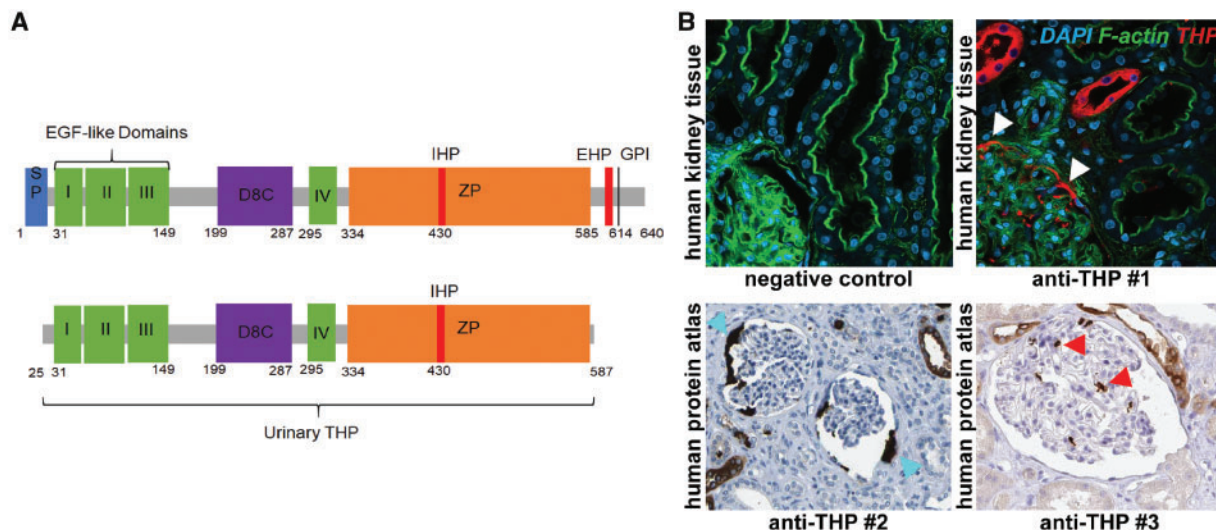 A
EGF-like Domains
IHP
EHP
GPI
SP
I
II
III
D8C
IV
ZP
1
31
149
199
287
295
334
430
585
614
640
IHP
I
II
III
D8C
IV
ZP
25
31
149
199
287
295
334
430
587
Urinary THP
B
human kidney tissue
negative control
human kidney tissue
DAPI F-actin THP
anti-THP #1
human protein atlas
anti-THP #2
human protein atlas
anti-THP #3